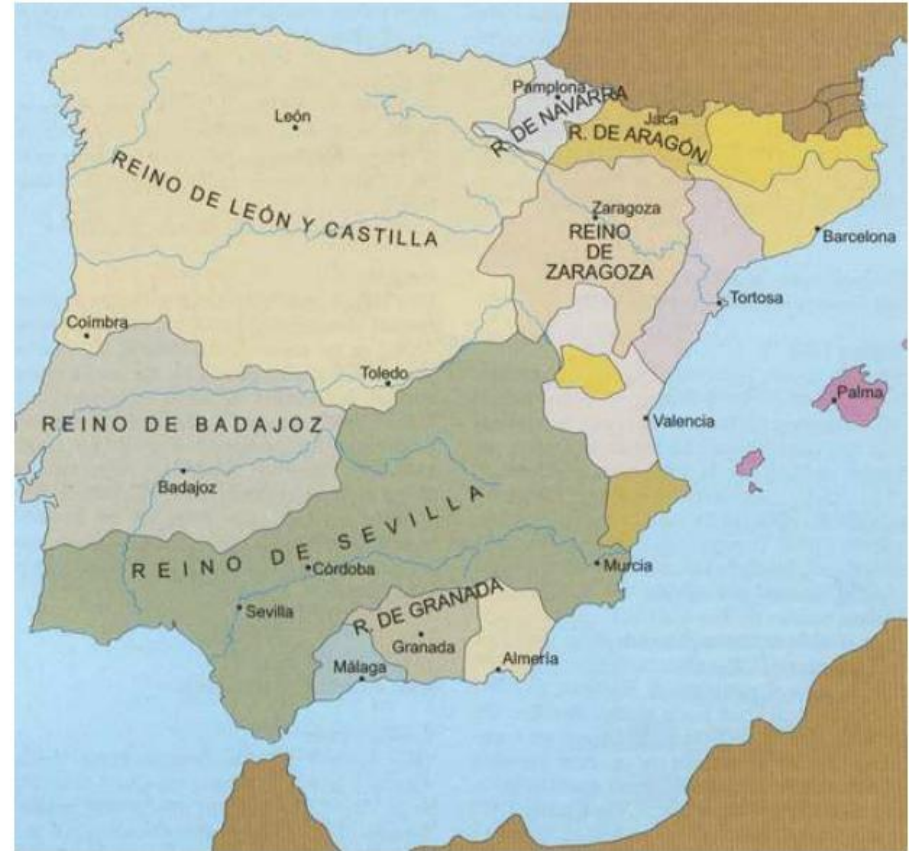 Pamplona
R. DE NAVARRA
Jaca
R. DE ARAGÓN
León
REINO DE LEÓN Y CASTILLA
Zaragoza
REINO
DE
ZARAGOZA
Barcelona
Tortosa
Coimbra
Toledo
Palma
REINO DE BADAJOZ
Valencia
Badajoz
REINO DE SEVILLA
Córdoba
Murcia
Sevilla
R. DE GRANADA
Granada
Málaga
Almería